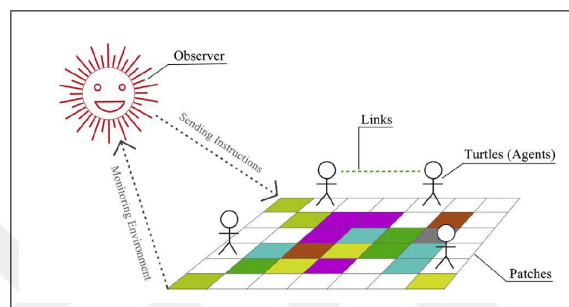 Observer
Links
Sending Instructions
Turtles (Agents)
Monitoring Environment
Patches